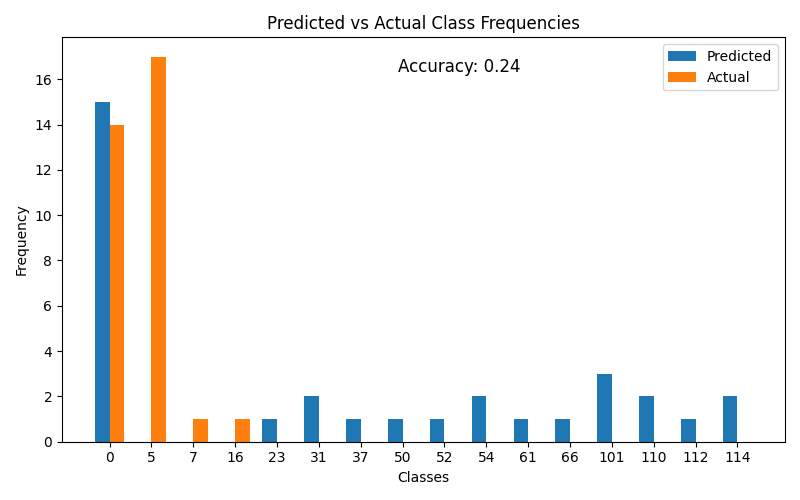 Predicted vs Actual Class Frequencies
Accuracy: 0.24
Predicted
Actual
Frequency
16
14
12
10
8
6
4
2
0
0 5 7 16 23 31 37 50 52 54 61 66 101 110 112 114
Classes